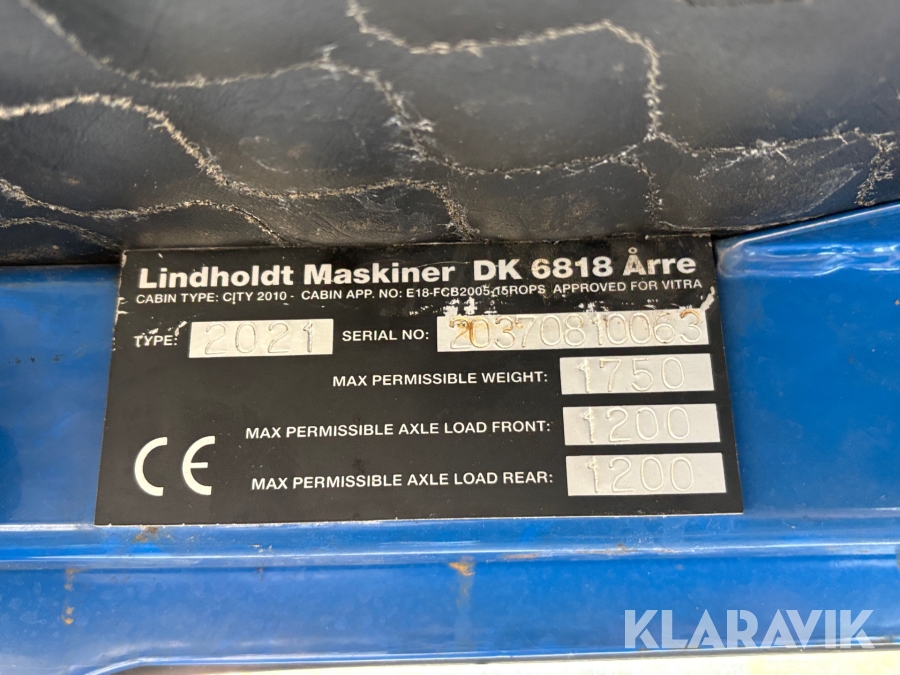 Lindholdt Maskiner DK 6818 Årre
CABIN TYPE: CITY 2010 - CABIN APP. NO: E18-FCB2005-15ROPS APPROVED FOR VITRA
TYPE: 2021 SERIAL NO: 20370810063
MAX PERMISSIBLE WEIGHT: 1750
MAX PERMISSIBLE AXLE LOAD FRONT: 1200
MAX PERMISSIBLE AXLE LOAD REAR: 1200
CE
KLARAVIK